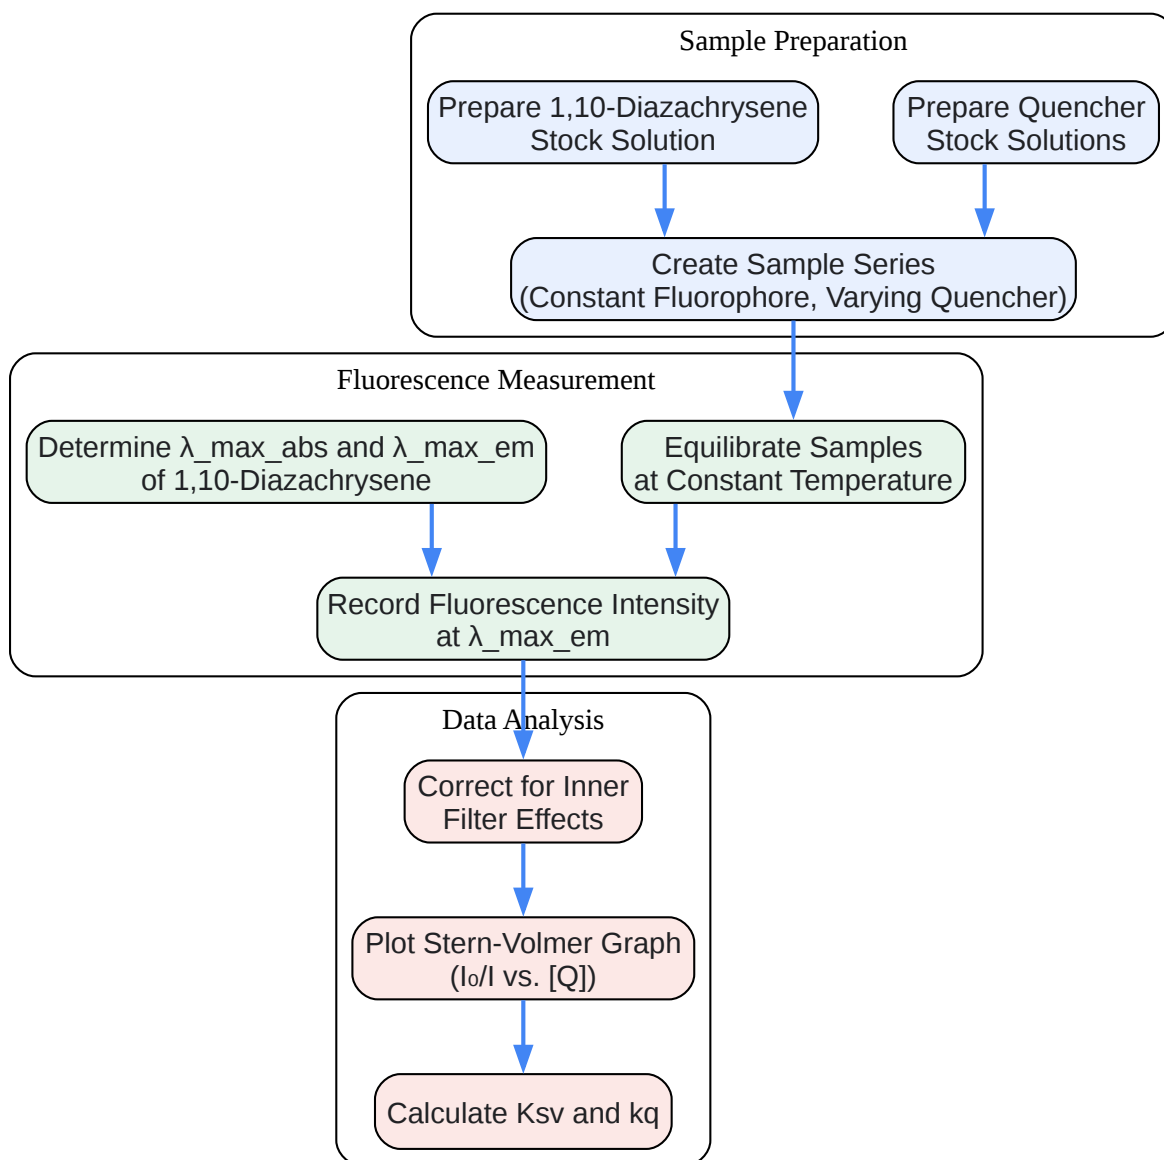 Sample Preparation
Prepare 1,10-Diazachrysene
Stock Solution
Prepare Quencher
Stock Solutions
Create Sample Series
(Constant Fluorophore, Varying Quencher)
Fluorescence Measurement
Determine λ_max_abs and λ_max_em
of 1,10-Diazachrysene
Equilibrate Samples
at Constant Temperature
Record Fluorescence Intensity
at λ_max_em
Data Analysis
Correct for Inner
Filter Effects
Plot Stern-Volmer Graph
(I₀/I vs. [Q])
Calculate Ksv and kq